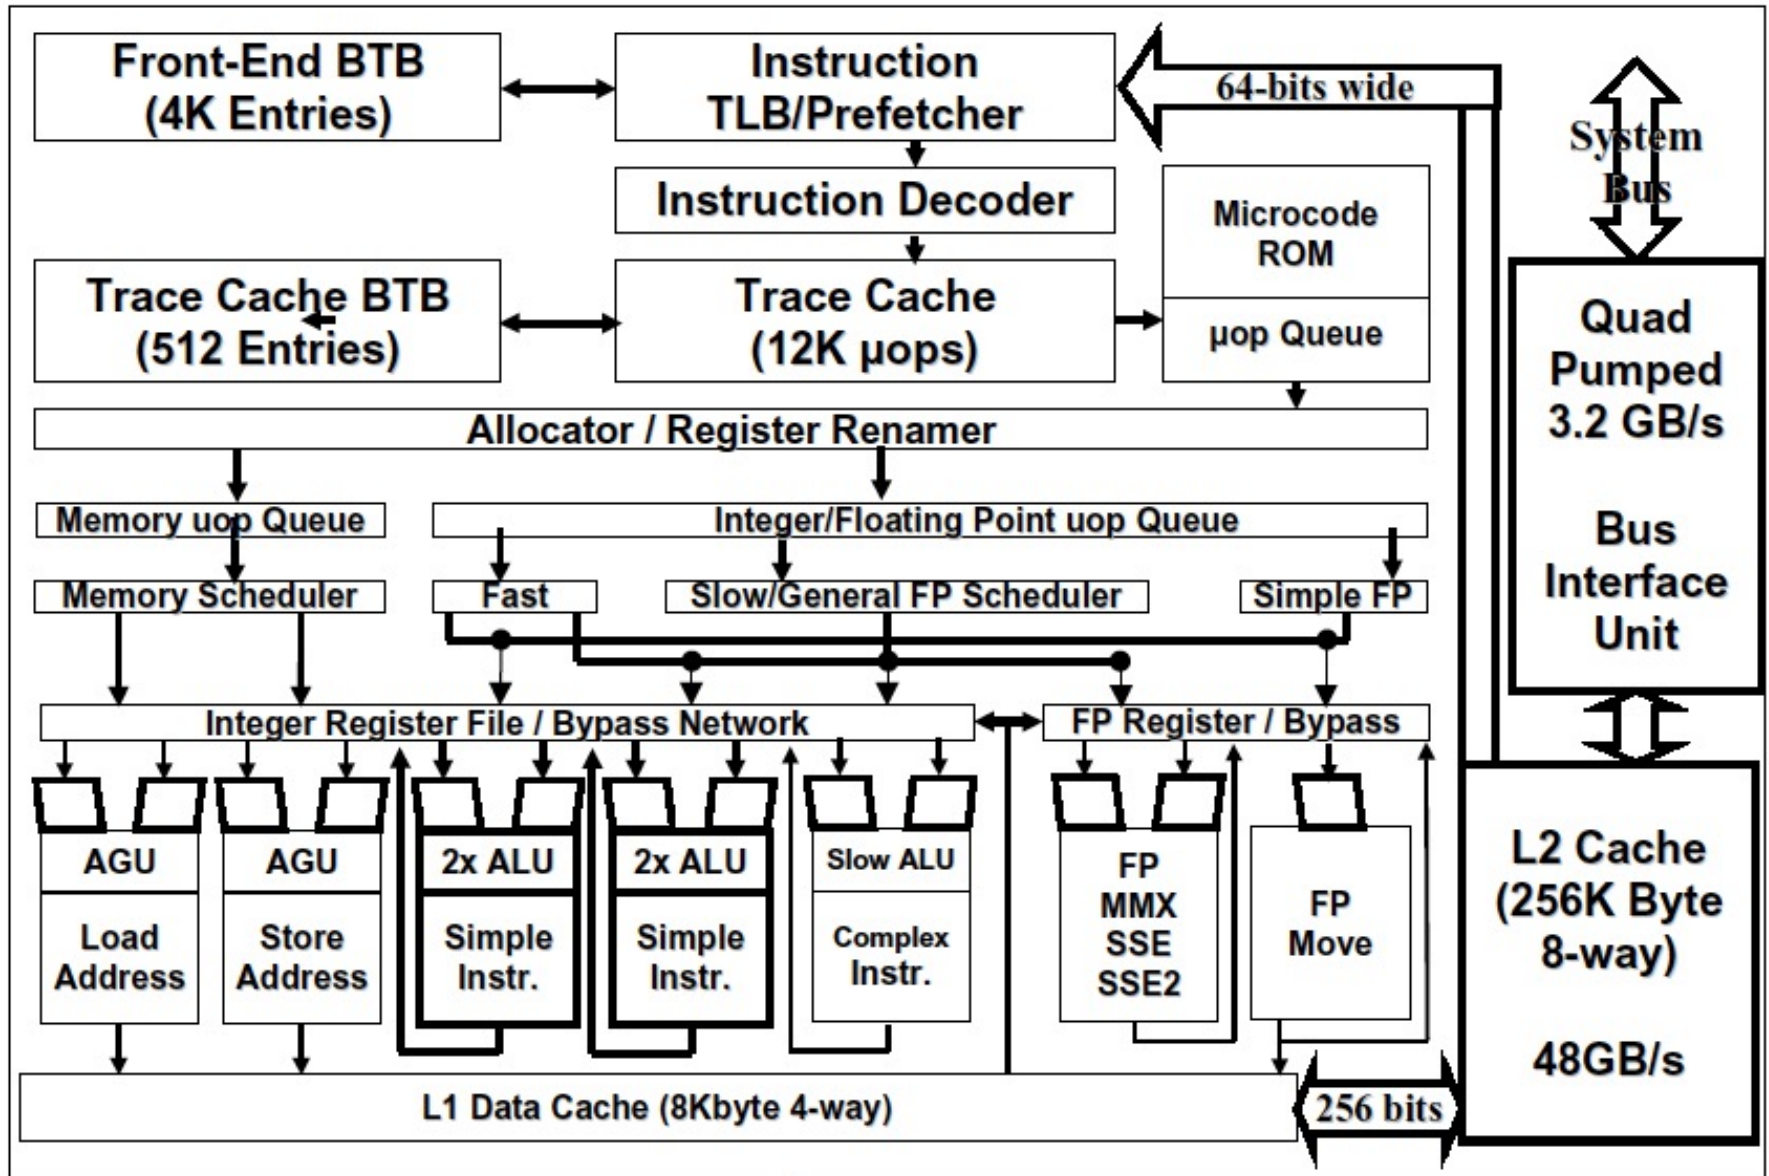 Front-End BTB
(4K Entries)
Instruction
TLB/Prefetcher
64-bits wide
System
Bus
Instruction Decoder
Microcode
ROM
Trace Cache BTB
(512 Entries)
Trace Cache
(12K µops)
µop Queue
Quad
Pumped
3.2 GB/s
Bus
Interface
Unit
Allocator / Register Renamer
Memory uop Queue
Integer/Floating Point uop Queue
Memory Scheduler
Fast
Slow/General FP Scheduler
Simple FP
Integer Register File / Bypass Network
FP Register / Bypass
AGU
Load
Address
AGU
Store
Address
2x ALU
Simple
Instr.
2x ALU
Simple
Instr.
Slow ALU
Complex
Instr.
FP
MMX
SSE
SSE2
FP
Move
L2 Cache
(256K Byte
8-way)
48GB/s
L1 Data Cache (8Kbyte 4-way)
256 bits